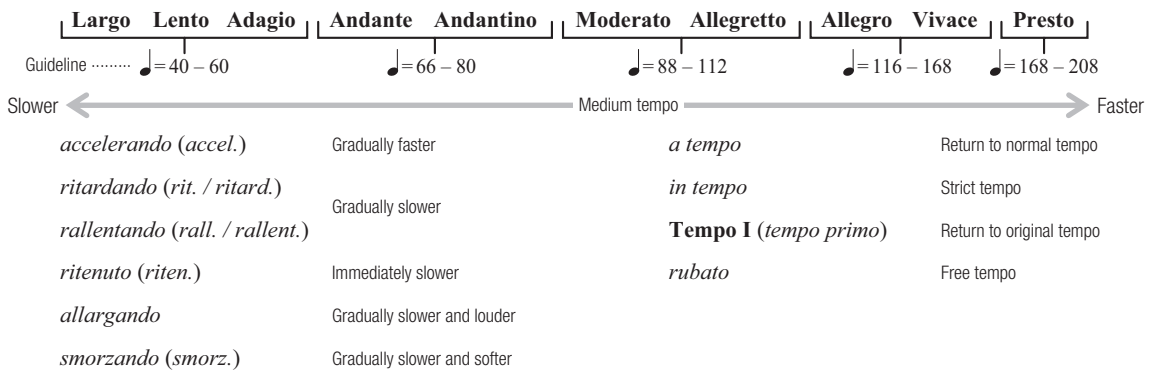 Largo Lento Adagio Andante Andantino Moderato Allegretto Allegro Vivace Presto
Guideline ········· ♩= 40 – 60 ♩= 66 – 80 ♩= 88 – 112 ♩= 116 – 168 ♩= 168 – 208
Slower Medium tempo Faster
accelerando (accel.) Gradually faster a tempo Return to normal tempo
ritardando (rit. / ritard.) in tempo Strict tempo
Gradually slower
rallentando (rall. / rallent.) Tempo I (tempo primo) Return to original tempo
ritenuto (riten.) Immediately slower rubato Free tempo
allargando Gradually slower and louder
smorzando (smorz.) Gradually slower and softer